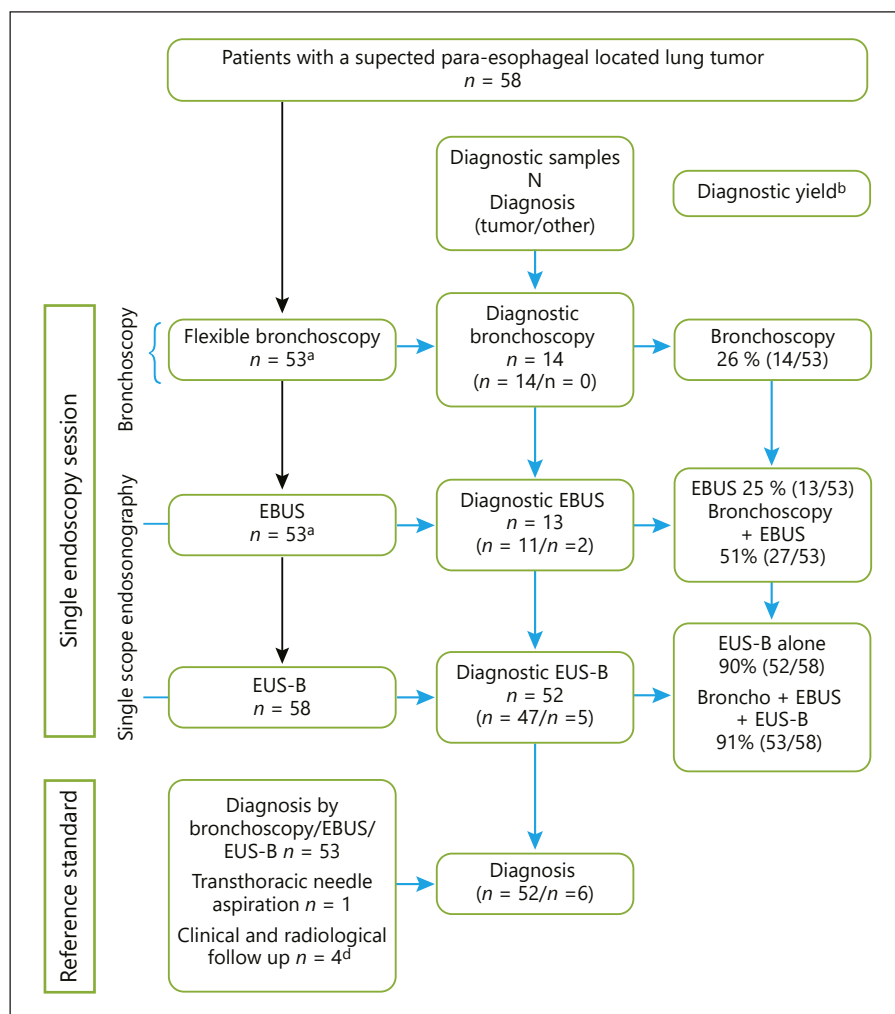 Patients with a supected para-esophageal located lung tumor
n = 58
Diagnostic samples
N
Diagnosis
(tumor/other)
Diagnostic yieldb
Single endoscopy session
Bronchoscopy
Flexible bronchoscopy
n = 53a
Diagnostic
bronchoscopy
n = 14
(n = 14/n = 0)
Bronchoscopy
26 % (14/53)
Single scope endosonography
EBUS
n = 53a
Diagnostic EBUS
n = 13
(n = 11/n =2)
EBUS 25 % (13/53)
Bronchoscopy
+ EBUS
51% (27/53)
EUS-B
n = 58
Diagnostic EUS-B
n = 52
(n = 47/n =5)
EUS-B alone
90% (52/58)
Broncho + EBUS
+ EUS-B
91% (53/58)
Reference standard
Diagnosis by
bronchoscopy/EBUS/
EUS-B n = 53
Transthoracic needle
aspiration n = 1
Clinical and radiological
follow up n = 4d
Diagnosis
(n = 52/n =6)